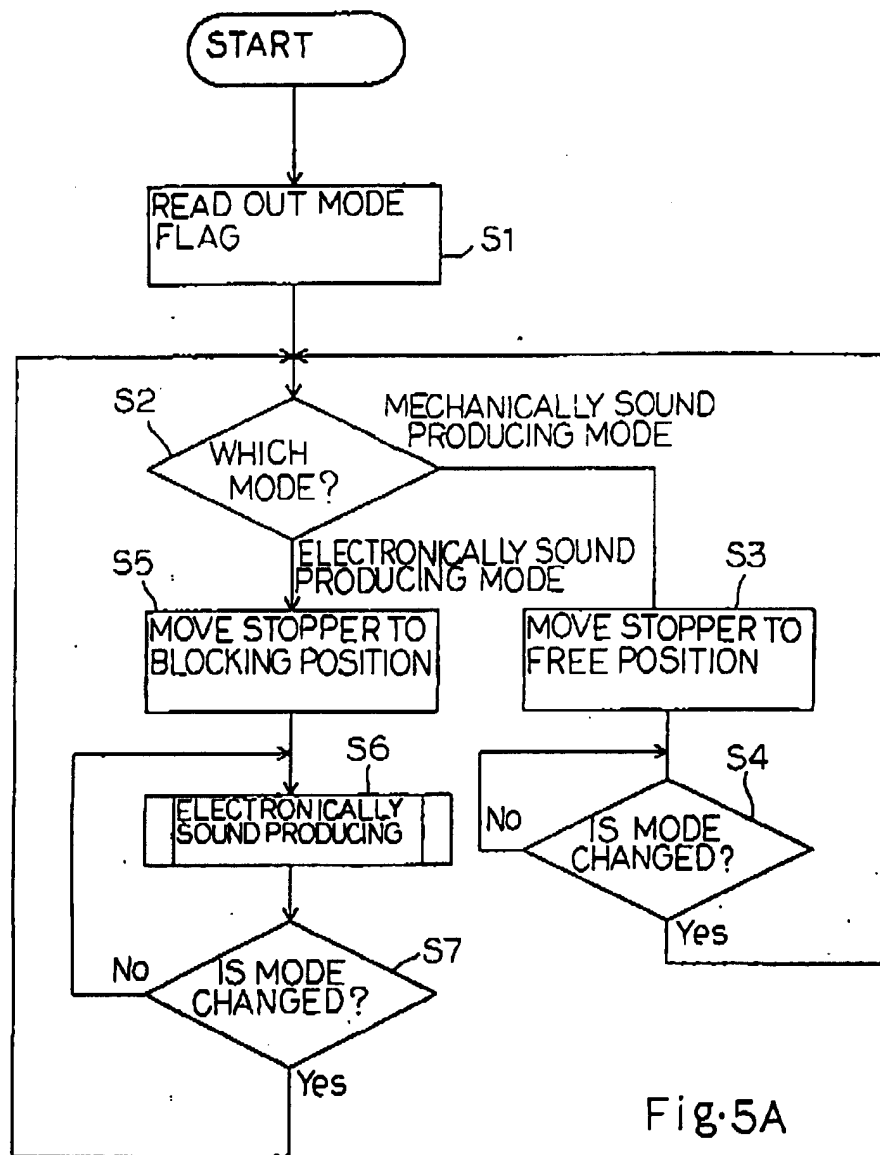 START
READ OUT MODE
FLAG
S1
S2
MECHANICALLY SOUND
PRODUCING MODE
WHICH
MODE?
ELECTRONICALLY SOUND
PRODUCING MODE
S5
S3
MOVE STOPPER TO
BLOCKING POSITION
MOVE STOPPER TO
FREE POSITION
S6
S4
ELECTRONICALLY
SOUND PRODUCING
No
IS MODE
CHANGED?
Yes
S7
No
IS MODE
CHANGED?
Yes
Fig.5A